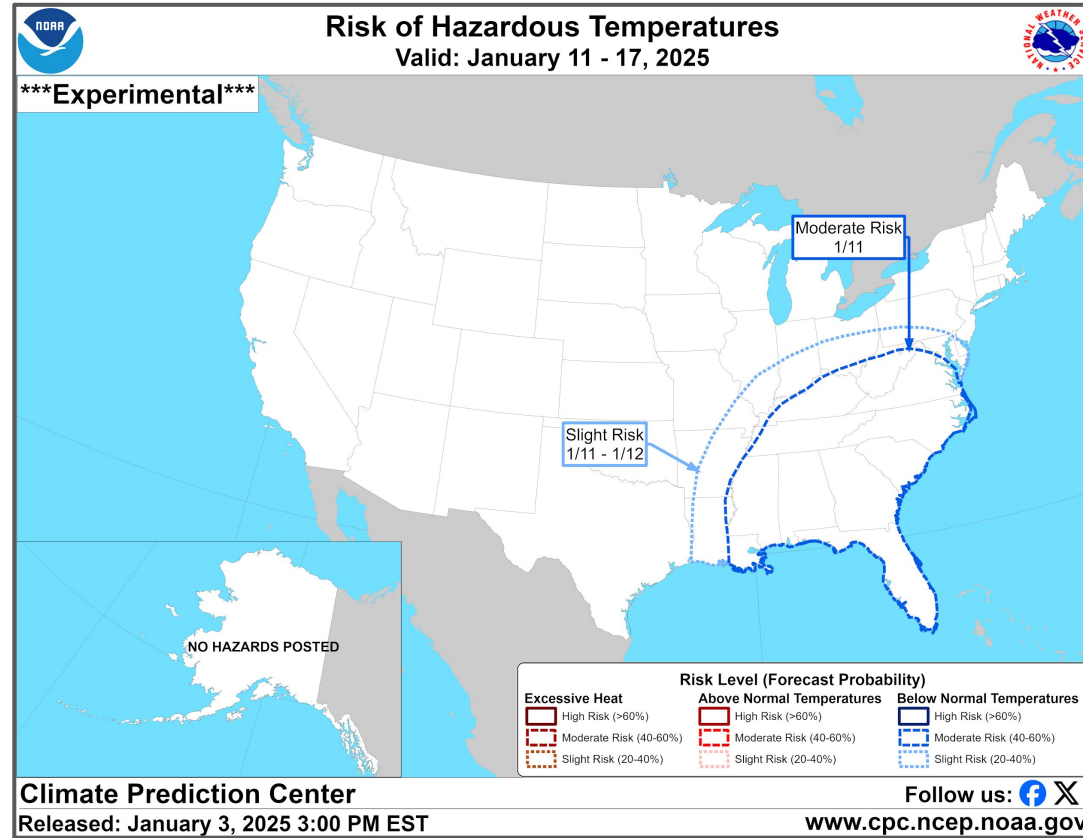 NOAA
Risk of Hazardous Temperatures
Valid: January 11 - 17, 2025
NATIONAL WEATHER SERVICE
***Experimental***
Moderate Risk
1/11
Slight Risk
1/11 - 1/12
NO HAZARDS POSTED
Risk Level (Forecast Probability)
Excessive Heat Above Normal Temperatures Below Normal Temperatures
High Risk (>60%) High Risk (>60%) High Risk (>60%)
Moderate Risk (40-60%) Moderate Risk (40-60%) Moderate Risk (40-60%)
Slight Risk (20-40%) Slight Risk (20-40%) Slight Risk (20-40%)
Climate Prediction Center
Follow us:
Released: January 3, 2025 3:00 PM EST
www.cpc.ncep.noaa.gov